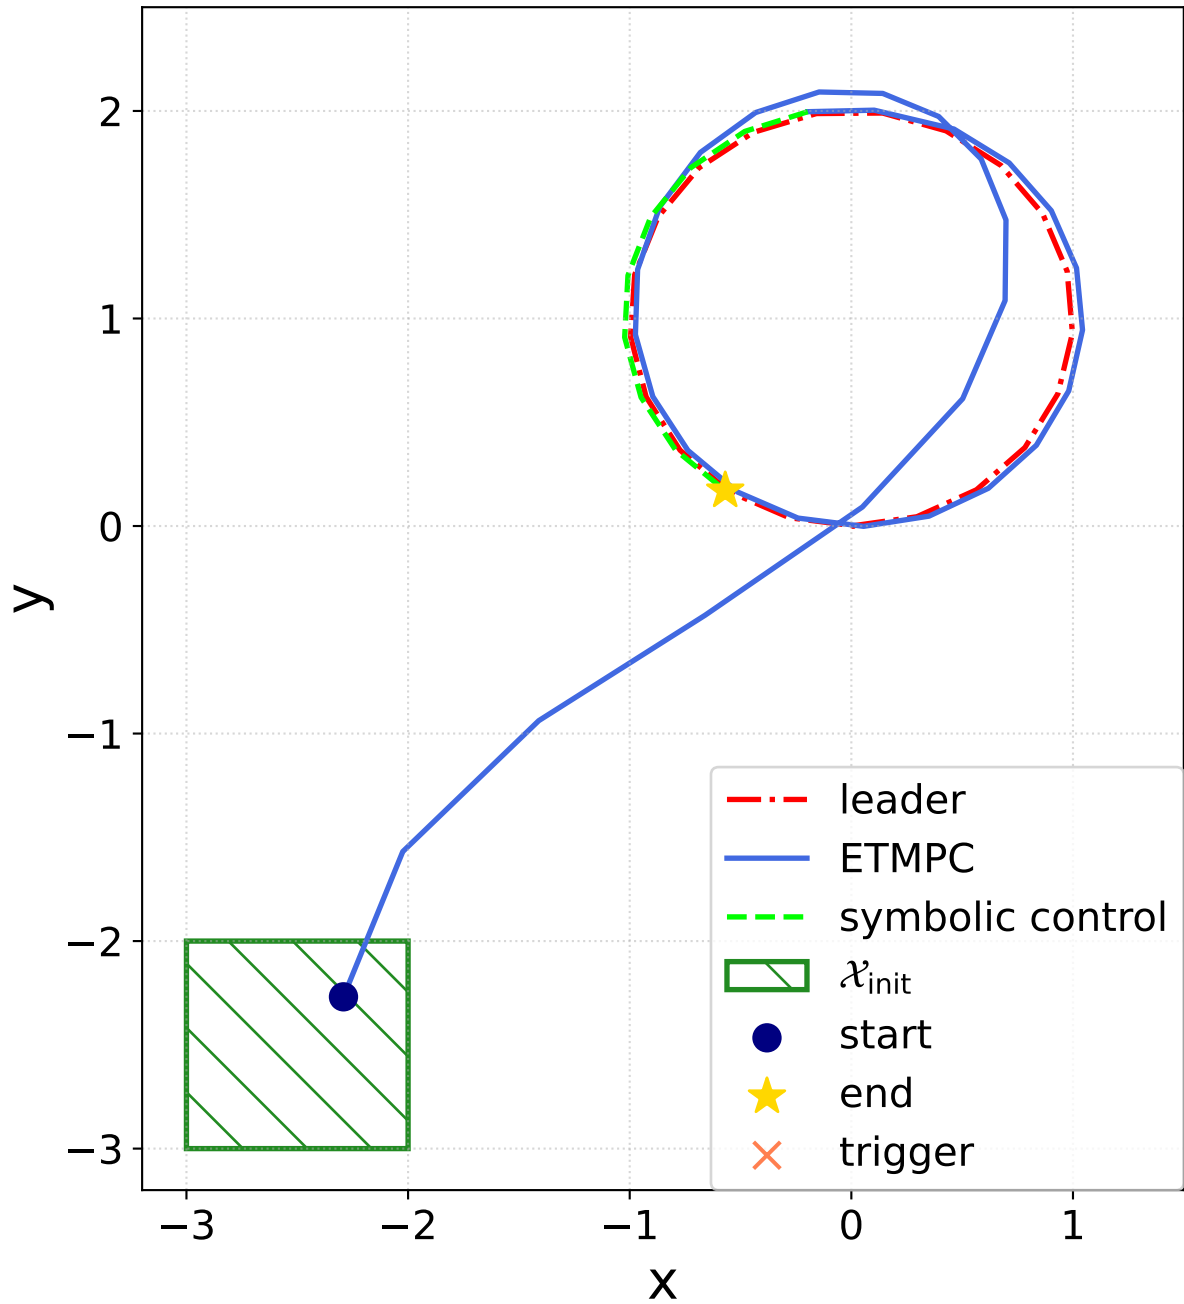 2
1
0
−1
−2
−3
y
−3
−2
−1
0
1
x
leader
ETMPC
symbolic control
𝒳init
start
end
trigger